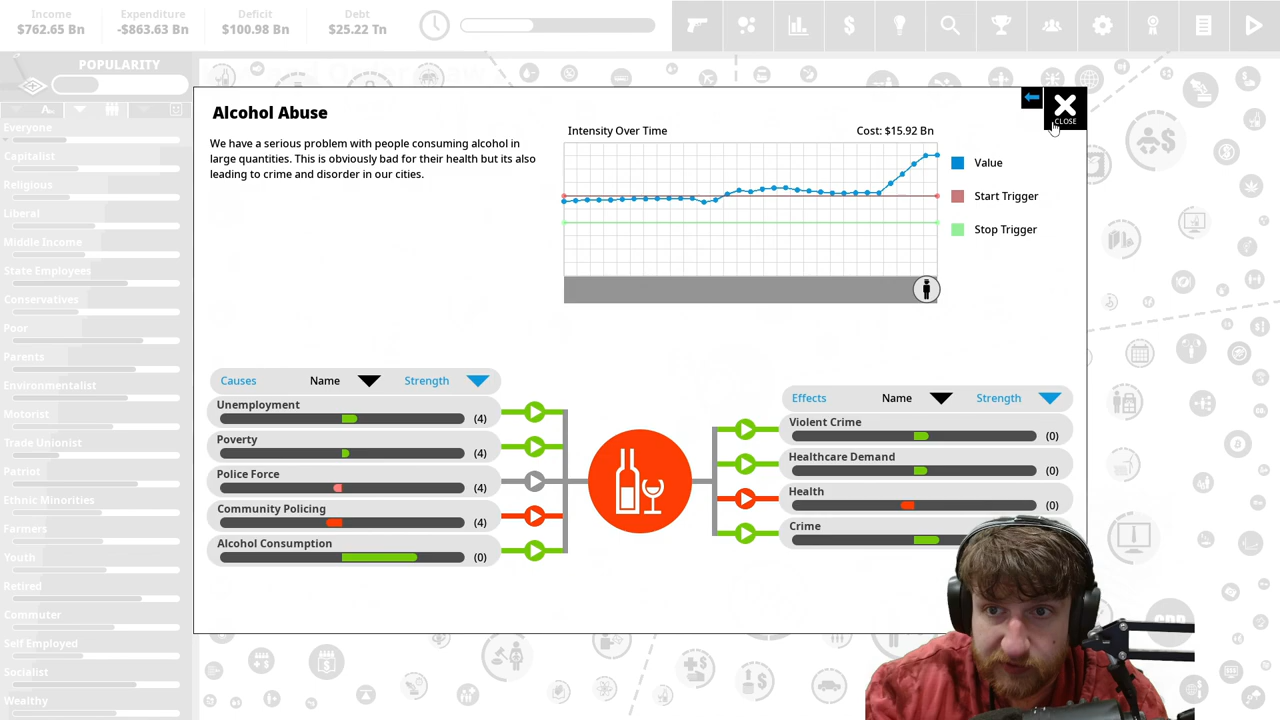 Income
Expenditure
Deficit
Debt
$762.65 Bn
-$863.63 Bn
$100.98 Bn
$25.22 Tn
POPULARITY
Everyone
Capitalist
Religious
Liberal
Middle Income
State Employees
Conservatives
Poor
Parents
Environmentalist
Motorist
Trade Unionist
Patriot
Ethnic Minorities
Farmers
Youth
Retired
Commuter
Self Employed
Socialist
Wealthy
Alcohol Abuse
We have a serious problem with people consuming alcohol in
large quantities. This is obviously bad for their health but its also
leading to crime and disorder in our cities.
Intensity Over Time
Cost: $15.92 Bn
Value
Start Trigger
Stop Trigger
CLOSE
Causes
Name
Strength
Unemployment
(4)
Poverty
(4)
Police Force
(4)
Community Policing
(4)
Alcohol Consumption
(0)
Effects
Name
Strength
Violent Crime
(0)
Healthcare Demand
(0)
Health
(0)
Crime
GDP